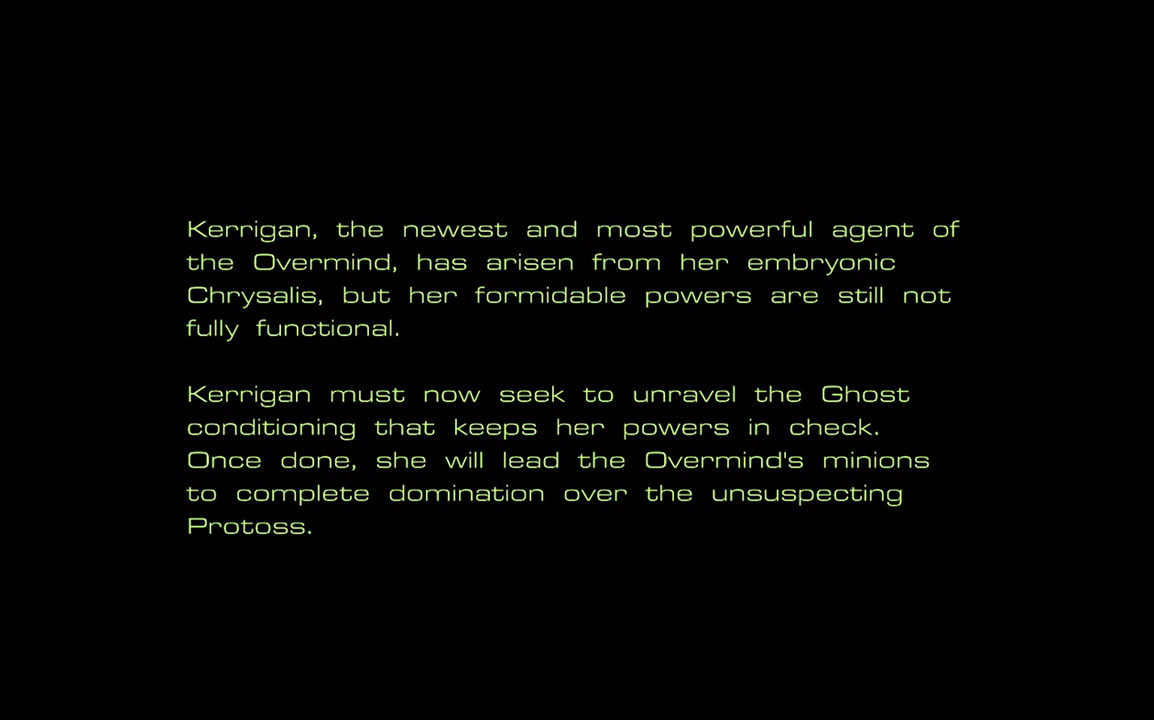 Kerrigan, the newest and most powerful agent of
the Overmind, has arisen from her embryonic
Chrysalis, but her formidable powers are still not
fully functional.
Kerrigan must now seek to unravel the Ghost
conditioning that keeps her powers in check.
Once done, she will lead the Overmind's minions
to complete domination over the unsuspecting
Protoss.